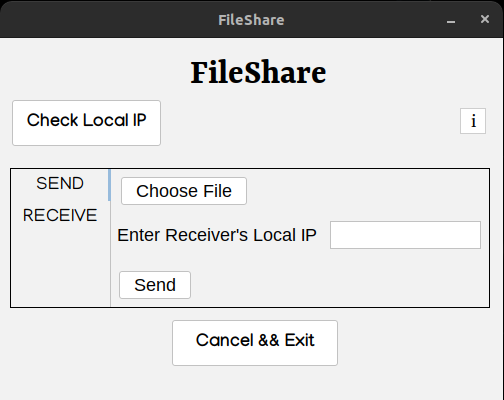 FileShare
FileShare
Check Local IP
i
SEND
Choose File
RECEIVE
Enter Receiver's Local IP
Send
Cancel && Exit